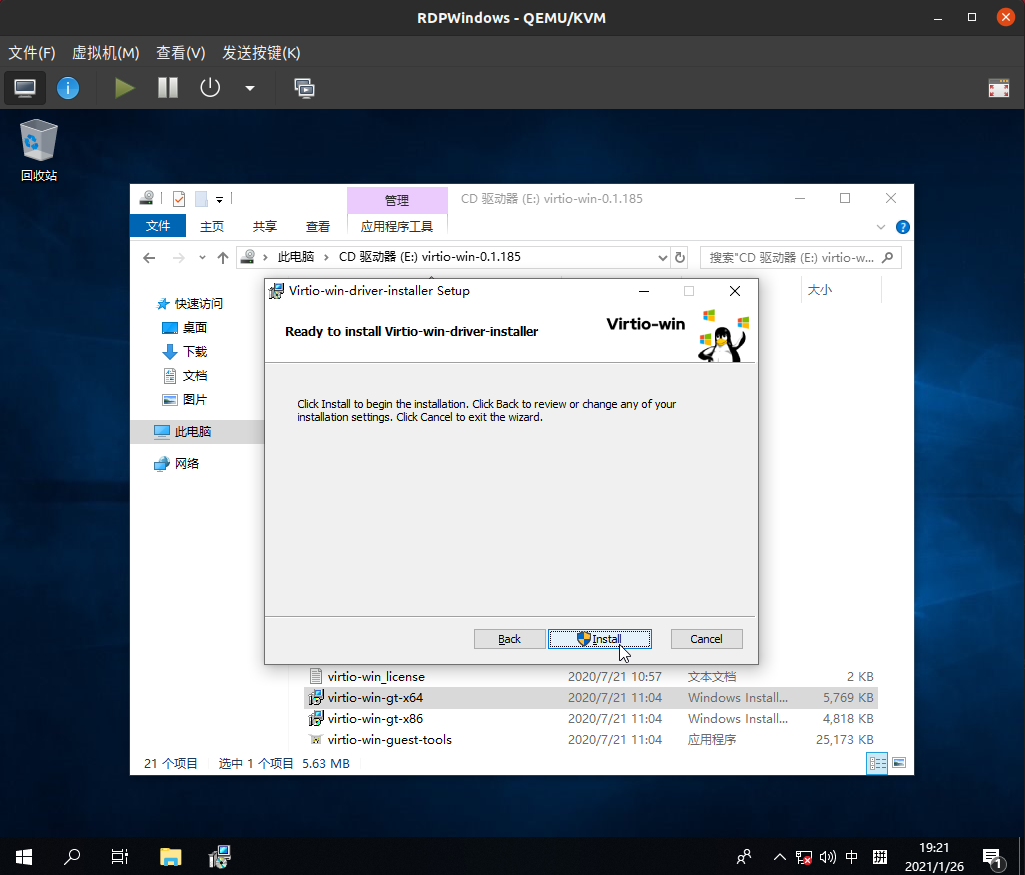 RDPWindows - QEMU/KVM
文件(F) 虚拟机(M) 查看(V) 发送按键(K)
回收站
管理 CD 驱动器 (E:) virtio-win-0.1.185
文件 主页 共享 查看 应用程序工具
此电脑 CD 驱动器 (E:) virtio-win-0.1.185 搜索"CD 驱动器 (E:) virtio-w...
大小
快速访问
桌面
下载
文档
图片
此电脑
网络
Virtio-win-driver-installer Setup
Ready to install Virtio-win-driver-installer
Virtio-win
Click Install to begin the installation. Click Back to review or change any of your
installation settings. Click Cancel to exit the wizard.
Back Install Cancel
virtio-win_license 2020/7/21 10:57 文本文档 2 KB
virtio-win-gt-x64 2020/7/21 11:04 Windows Install... 5,769 KB
virtio-win-gt-x86 2020/7/21 11:04 Windows Install... 4,818 KB
virtio-win-guest-tools 2020/7/21 11:04 应用程序 25,173 KB
21 个项目 选中 1 个项目 5.63 MB
中 拼 19:21
2021/1/26
1